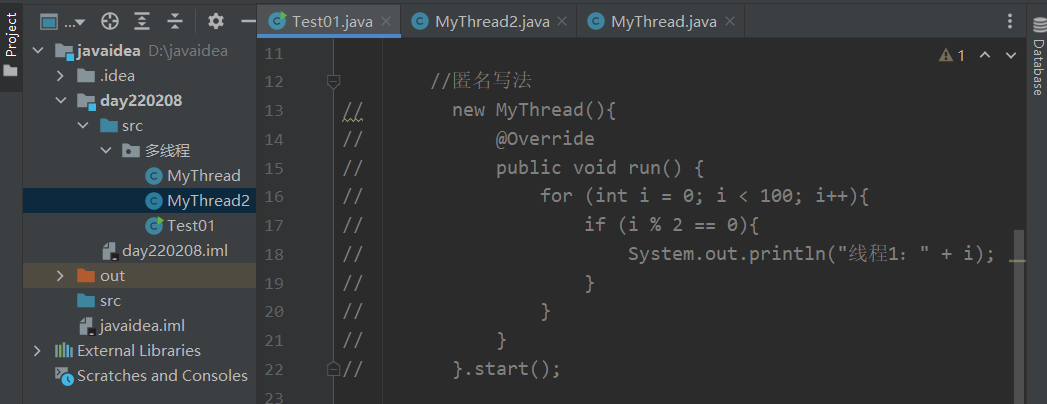 Project
...
Test01.java
MyThread2.java
MyThread.java
javaidea D:\javaidea
.idea
day220208
src
多线程
MyThread
MyThread2
Test01
day220208.iml
out
src
javaidea.iml
External Libraries
Scratches and Consoles
11
12 //匿名写法
13 // new MyThread(){
14 // @Override
15 // public void run() {
16 // for (int i = 0; i < 100; i++){
17 // if (i % 2 == 0){
18 // System.out.println("线程1：" + i);
19 // }
20 // }
21 // }
22 // }.start();
23
1
Database